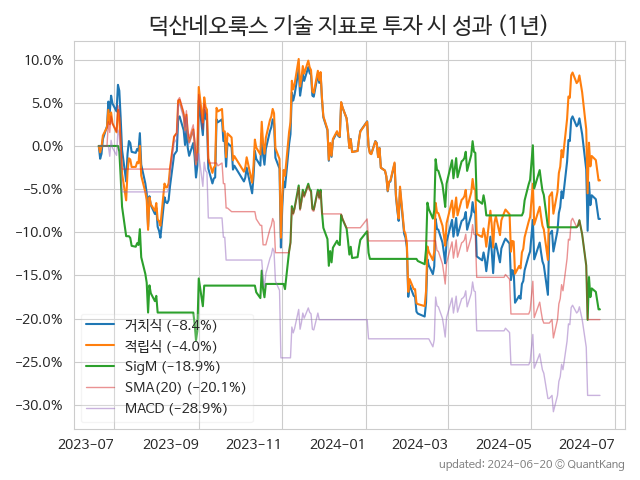 덕산네오룩스 기술 지표로 투자 시 성과 (1년)
10.0%
5.0%
0.0%
−5.0%
−10.0%
−15.0%
−20.0%
−25.0%
−30.0%
거치식 (−8.4%)
적립식 (−4.0%)
SigM (−18.9%)
SMA(20) (−20.1%)
MACD (−28.9%)
2023−07 2023−09 2023−11 2024−01 2024−03 2024−05 2024−07
updated: 2024−06−20 © QuantKang